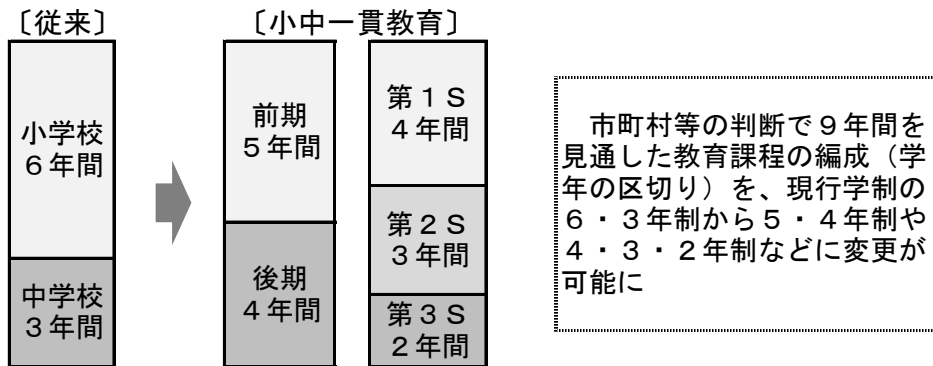 〔従来〕
小学校
６年間
中学校
３年間
〔小中一貫教育〕
前期
５年間
後期
４年間
第１Ｓ
４年間
第２Ｓ
３年間
第３Ｓ
２年間
市町村等の判断で９年間を
見通した教育課程の編成（学
年の区切り）を、現行学制の
６・３年制から５・４年制や
４・３・２年制などに変更が
可能に